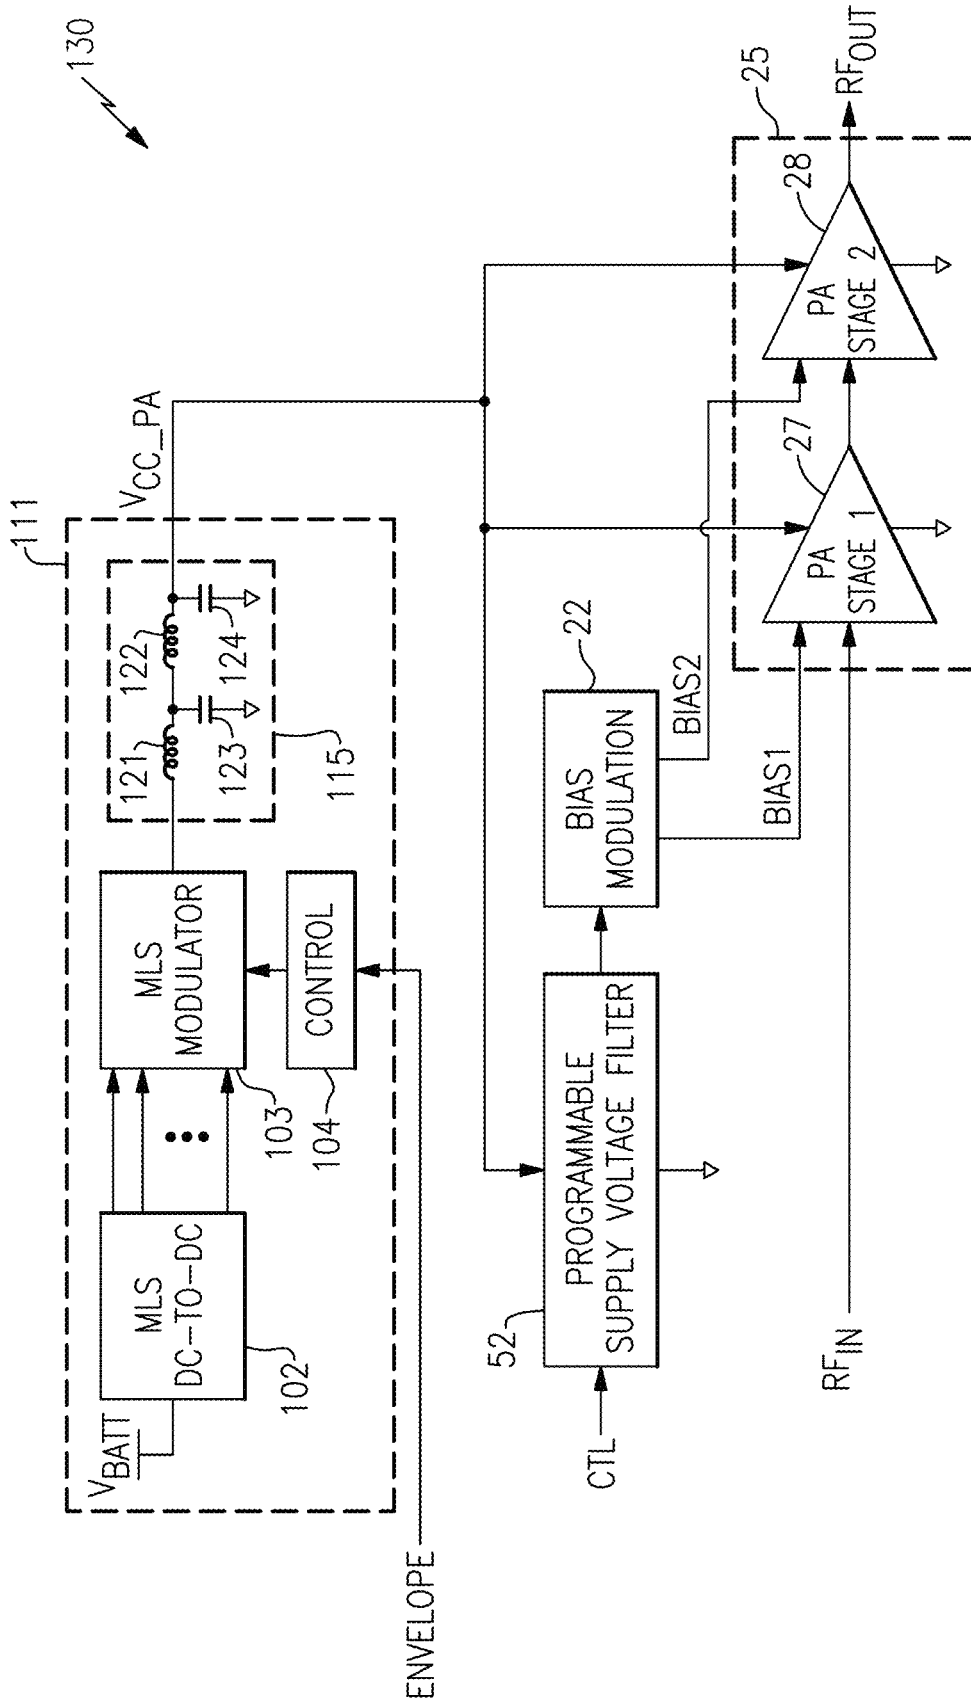 130
111
V_BATT
MLS
DC-TO-DC
102
MLS
MODULATOR
103
CONTROL
104
121
122
123
124
115
V_CC_PA
ENVELOPE
CTL
PROGRAMMABLE
SUPPLY VOLTAGE FILTER
52
BIAS
MODULATION
22
BIAS1
BIAS2
RF_IN
PA
STAGE 1
27
PA
STAGE 2
28
25
RF_OUT